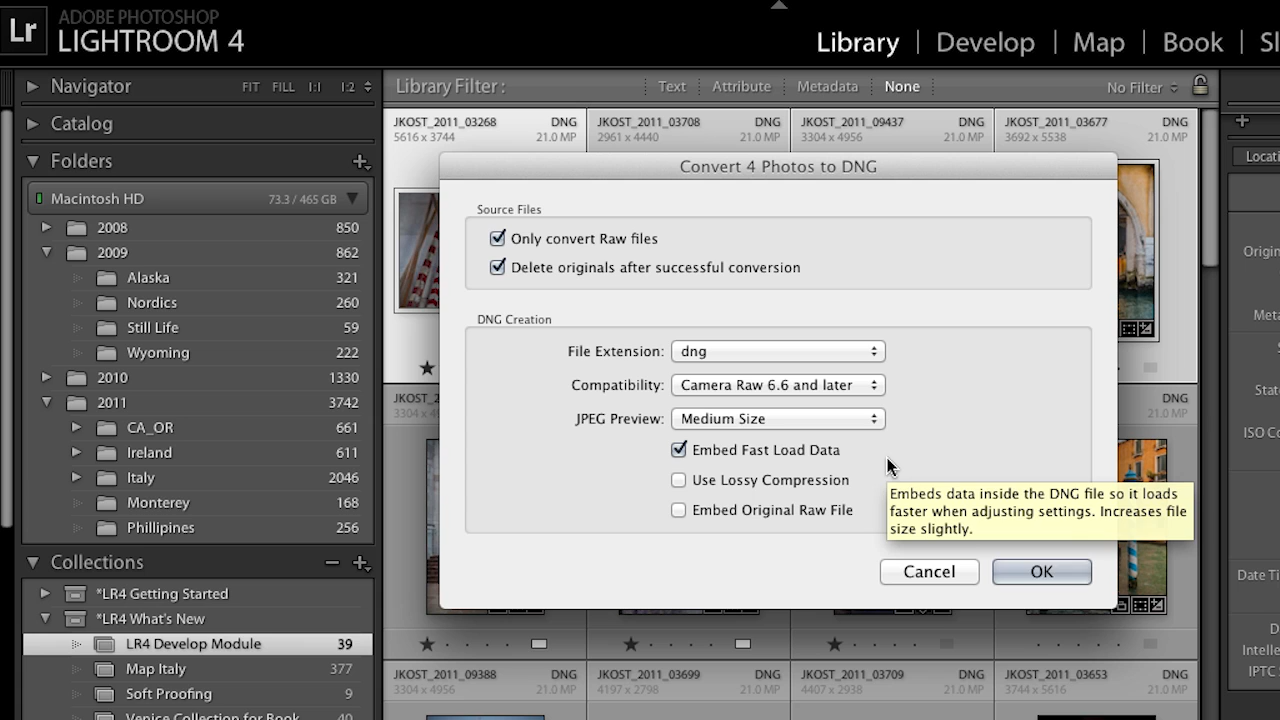 Lr
ADOBE PHOTOSHOP
LIGHTROOM 4
Library | Develop | Map | Book |
Navigator FIT FILL 1:1 1:2
Catalog
Folders
Macintosh HD 73.3 / 465 GB
2008 850
2009 862
Alaska 321
Nordics 260
Still Life 59
Wyoming 222
2010 1330
2011 3742
CA_OR 661
Ireland 611
Italy 2046
Monterey 168
Phillipines 256
Collections
*LR4 Getting Started
*LR4 What's New
LR4 Develop Module 39
Map Italy 377
Soft Proofing 9
Venice Collection for Book 40
Library Filter : Text Attribute Metadata None No Filter
JKOST_2011_03268 DNG
5616 x 3744 21.0 MP
JKOST_2011_03708 DNG
2961 x 4440 21.0 MP
JKOST_2011_09437 DNG
3304 x 4956 21.0 MP
JKOST_2011_03677 DNG
3692 x 5538 21.0 MP
Convert 4 Photos to DNG
Source Files
Only convert Raw files
Delete originals after successful conversion
DNG Creation
File Extension: dng
Compatibility: Camera Raw 6.6 and later
JPEG Preview: Medium Size
Embed Fast Load Data
Use Lossy Compression
Embed Original Raw File
Embeds data inside the DNG file so it loads
faster when adjusting settings. Increases file
size slightly.
Cancel OK
DNG
21.0 MP
JKOST_2011_09388 DNG
3304 x 4956 21.0 MP
JKOST_2011_03699 DNG
4197 x 2798 21.0 MP
JKOST_2011_03709 DNG
4407 x 2938 21.0 MP
JKOST_2011_03653 DNG
3744 x 5616 21.0 MP